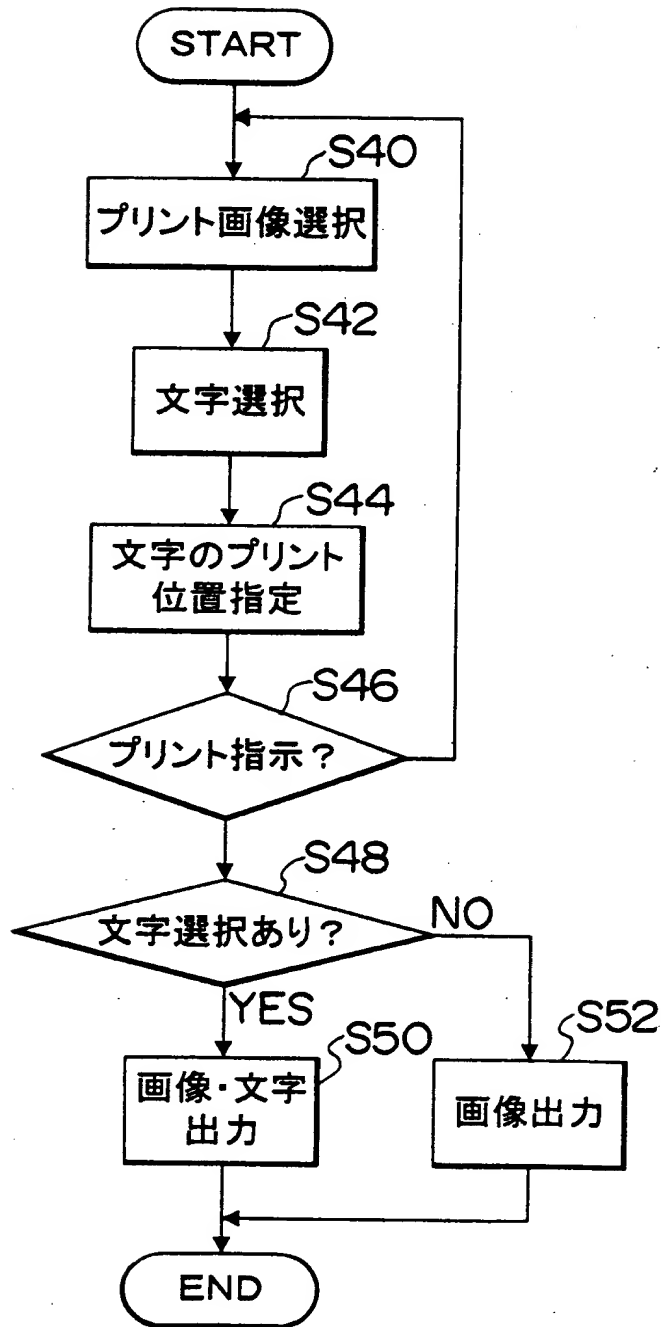 START
S40
プリント画像選択
S42
文字選択
S44
文字のプリント
位置指定
S46
プリント指示？
S48
文字選択あり？
NO
YES
S50
画像・文字
出力
S52
画像出力
END